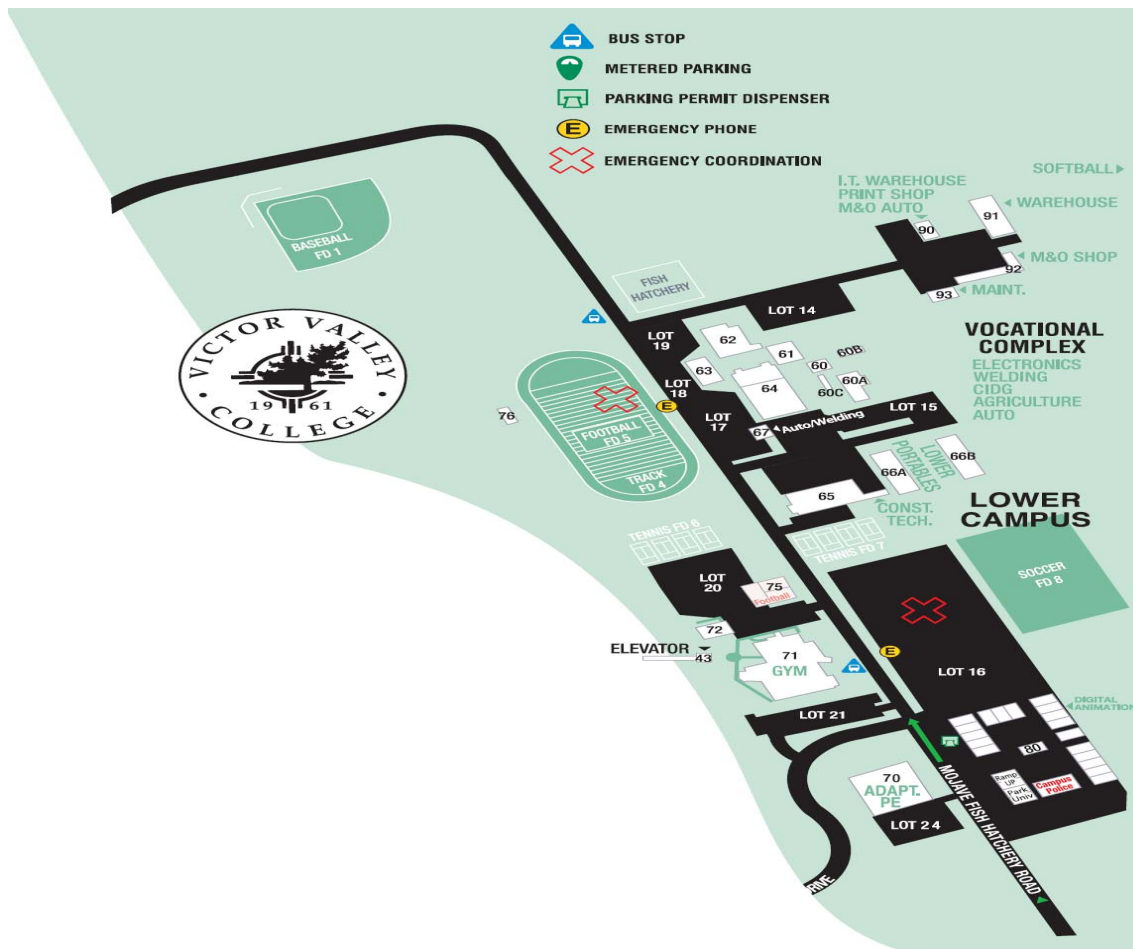 BUS STOP
METERED PARKING
PARKING PERMIT DISPENSER
E
EMERGENCY PHONE
EMERGENCY COORDINATION
SOFTBALL
I.T. WAREHOUSE
PRINT SHOP
M&O AUTO
90
91
WAREHOUSE
92
M&O SHOP
93
MAINT.
BASEBALL
FD 1
FISH
HATCHERY
LOT 14
LOT
19
VICTOR VALLEY
COLLEGE
1961
VOCATIONAL
COMPLEX
ELECTRONICS
WELDING
CIDG
AGRICULTURE
AUTO
62
61
60
60B
63
64
60C
60A
LOT
18
LOT
17
E
67
Auto/Welding
LOT 15
76
FOOTBALL
FD 5
TRACK
FD 4
66A
LOWER
PORTABLES
66B
65
CONST.
TECH.
LOWER
CAMPUS
TENNIS FD 6
TENNIS FD 7
SOCCER
FD 8
LOT
20
75
Football
72
ELEVATOR
43
71
GYM
E
LOT 16
LOT 21
DIGITAL
ANIMATION
80
Ramp
UP
Park
Univ
Campus
Police
70
ADAPT.
PE
LOT 24
MOJAVE FISH HATCHERY ROAD